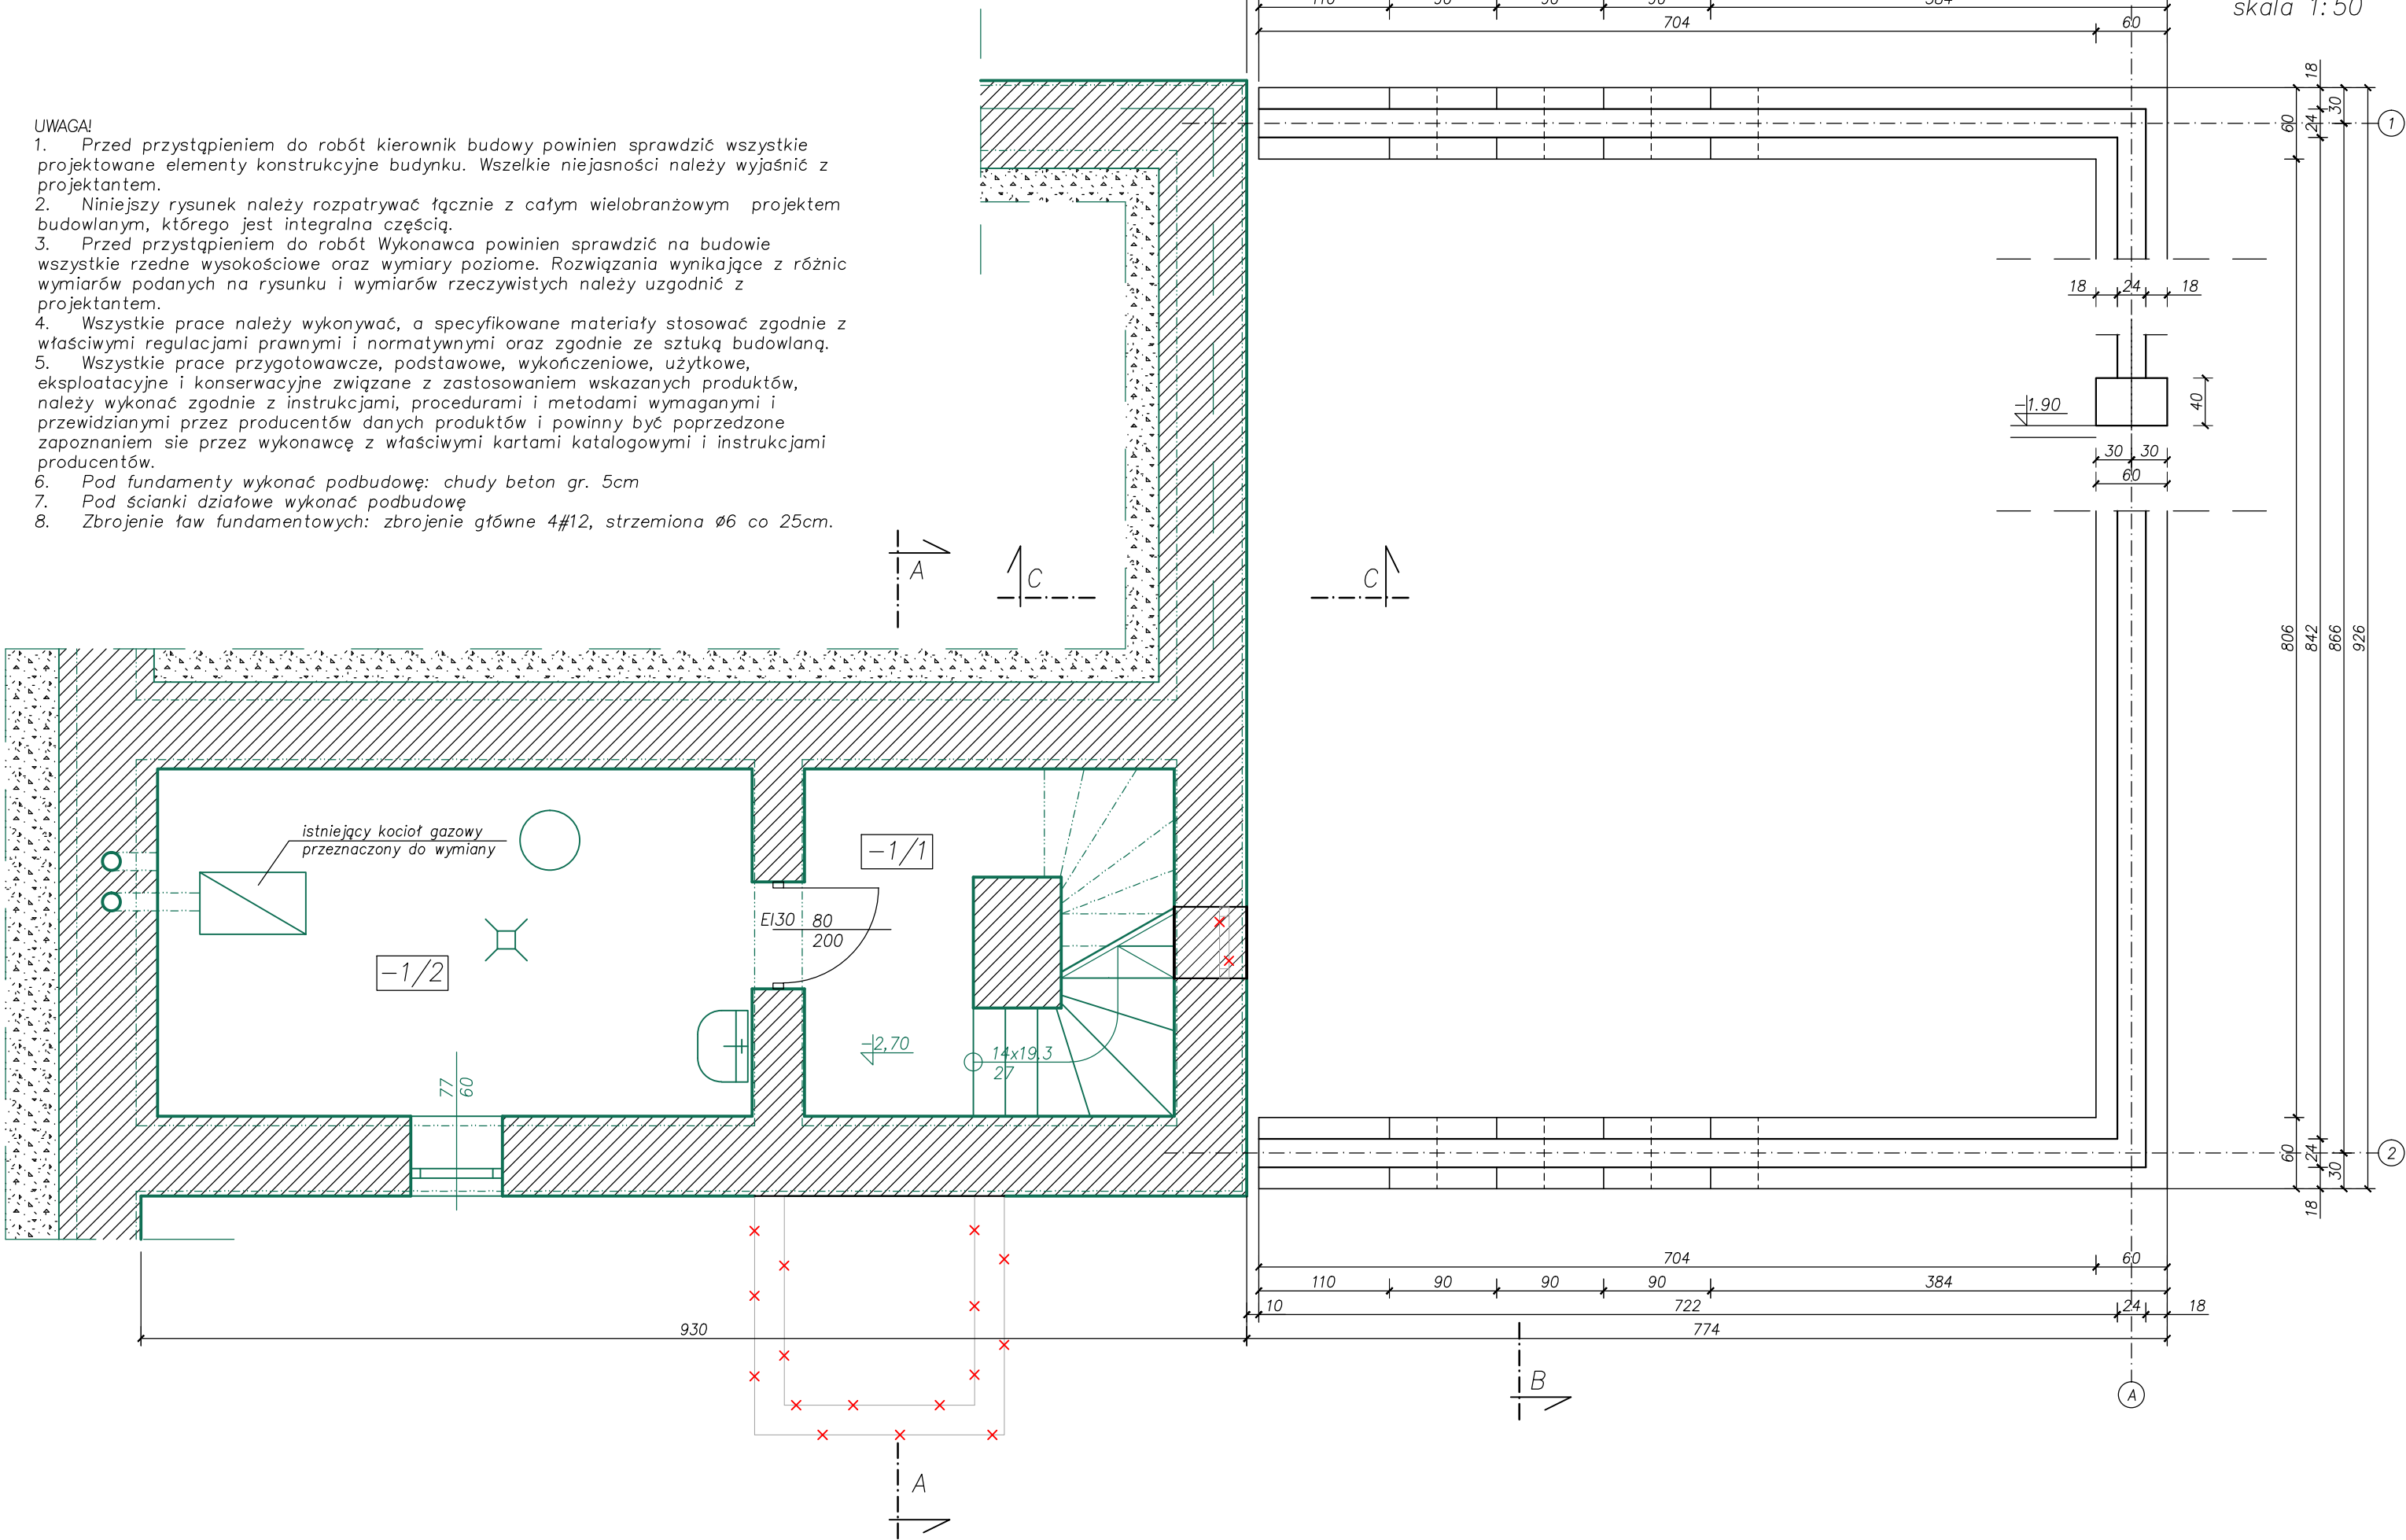 110 90 90 90 384
704 60
skala 1:50
UWAGA!
1. Przed przystąpieniem do robót kierownik budowy powinien sprawdzić wszystkie
projektowane elementy konstrukcyjne budynku. Wszelkie niejasności należy wyjaśnić z
projektantem.
2. Niniejszy rysunek należy rozpatrywać łącznie z całym wielobranżowym projektem
budowlanym, którego jest integralna częścią.
3. Przed przystąpieniem do robót Wykonawca powinien sprawdzić na budowie
wszystkie rzedne wysokościowe oraz wymiary poziome. Rozwiązania wynikające z różnic
wymiarów podanych na rysunku i wymiarów rzeczywistych należy uzgodnić z
projektantem.
4. Wszystkie prace należy wykonywać, a specyfikowane materiały stosować zgodnie z
właściwymi regulacjami prawnymi i normatywnymi oraz zgodnie ze sztuką budowlaną.
5. Wszystkie prace przygotowawcze, podstawowe, wykończeniowe, użytkowe,
eksploatacyjne i konserwacyjne związane z zastosowaniem wskazanych produktów,
należy wykonać zgodnie z instrukcjami, procedurami i metodami wymaganymi i
przewidzianymi przez producentów danych produktów i powinny być poprzedzone
zapoznaniem sie przez wykonawcę z właściwymi kartami katalogowymi i instrukcjami
producentów.
6. Pod fundamenty wykonać podbudowę: chudy beton gr. 5cm
7. Pod ścianki działowe wykonać podbudowę
8. Zbrojenie ław fundamentowych: zbrojenie główne 4#12, strzemiona ø6 co 25cm.
18
60 24 30
1
18 24 18
-1.90
40
30 30
60
A
C
C
806 842 866 926
istniejący kocioł gazowy
przeznaczony do wymiany
-1/1
EI30 80
200
-1/2
-2,70
14x19.3
27
77
60
60 24 30
2
18
704 60
110 90 90 90 384
10 722 24 18
930
774
B
A
A